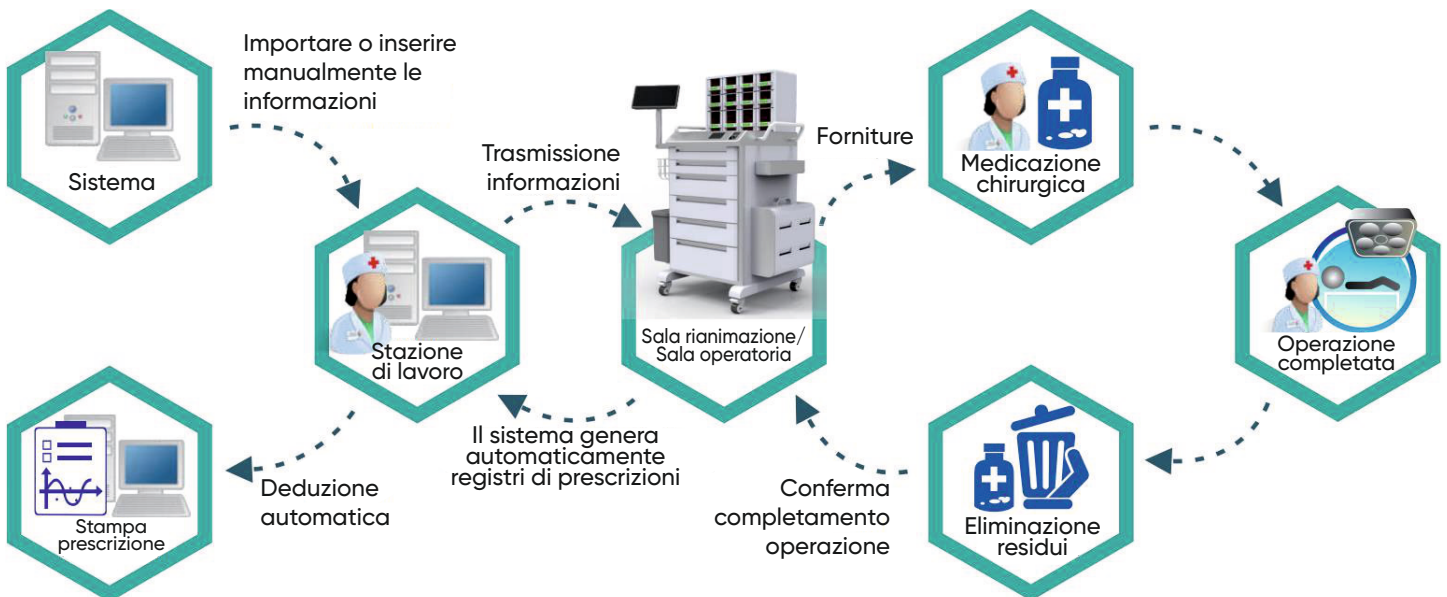 Importare o inserire
manualmente le
informazioni
Sistema
Trasmissione
informazioni
Forniture
Medicazione
chirurgica
Stazione
di lavoro
Sala rianimazione/
Sala operatoria
Operazione
completata
Il sistema genera
automaticamente
registri di prescrizioni
Deduzione
automatica
Stampa
prescrizione
Conferma
completamento
operazione
Eliminazione
residui